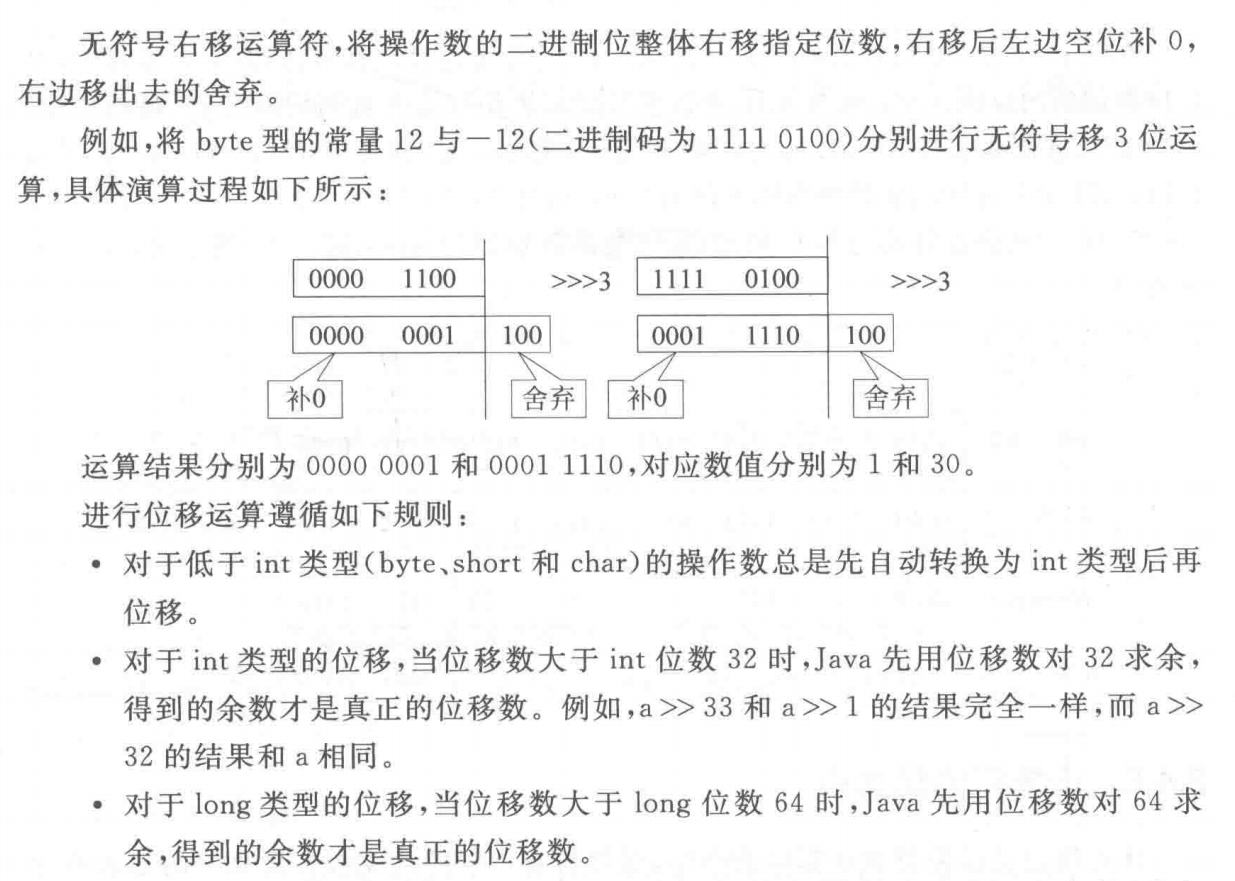 无符号右移运算符,将操作数的二进制位整体右移指定位数,右移后左边空位补 0,
右边移出去的舍弃。
例如,将 byte 型的常量 12 与－12(二进制码为 1111 0100)分别进行无符号移 3 位运
算,具体演算过程如下所示:
0000 1100 >>>3 1111 0100 >>>3
0000 0001 100 0001 1110 100
补0 舍弃 补0 舍弃
运算结果分别为 0000 0001 和 0001 1110,对应数值分别为 1 和 30。
进行位移运算遵循如下规则:
• 对于低于 int 类型(byte、short 和 char)的操作数总是先自动转换为 int 类型后再
位移。
• 对于 int 类型的位移,当位移数大于 int 位数 32 时,Java 先用位移数对 32 求余,
得到的余数才是真正的位移数。例如,a>>33 和 a>>1 的结果完全一样,而 a>>
32 的结果和 a 相同。
• 对于 long 类型的位移,当位移数大于 long 位数 64 时,Java 先用位移数对 64 求
余,得到的余数才是真正的位移数。